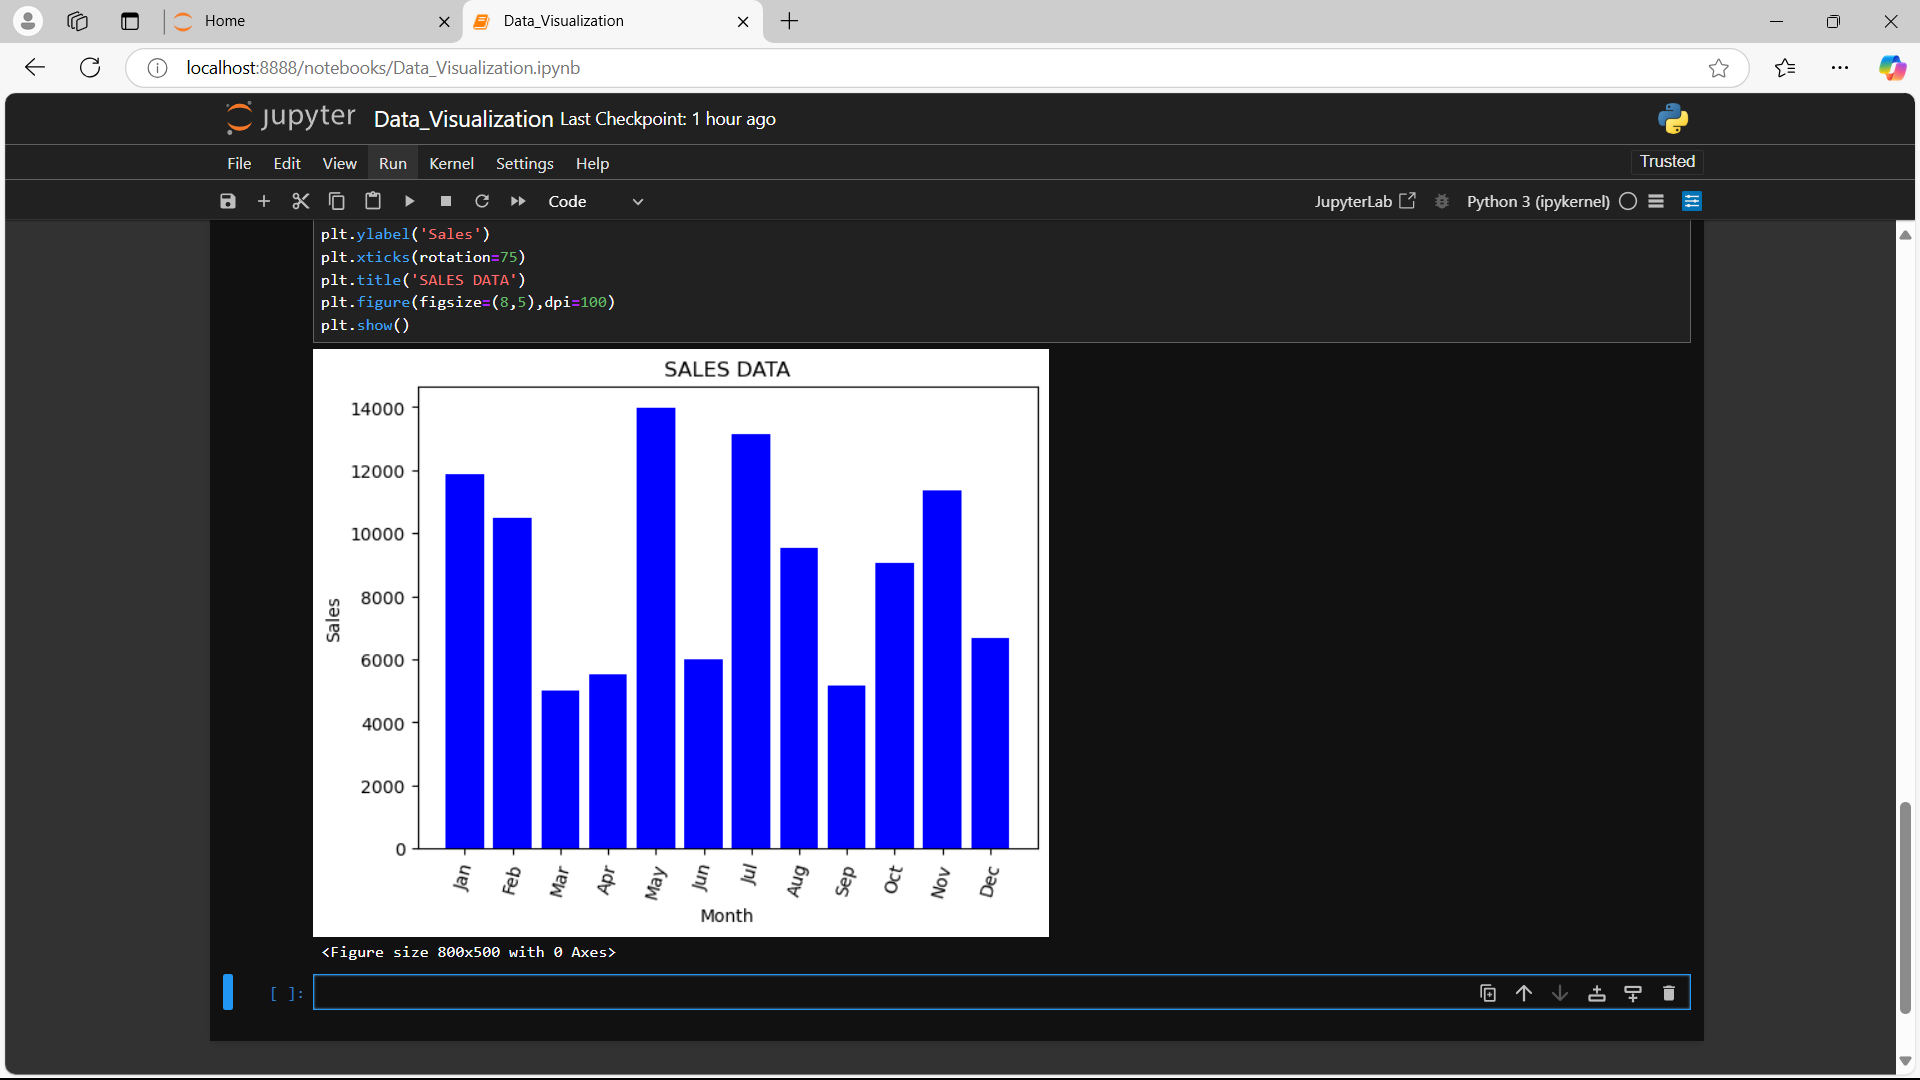 Home
Data_Visualization
localhost:8888/notebooks/Data_Visualization.ipynb
jupyter Data_Visualization Last Checkpoint: 1 hour ago
File Edit View Run Kernel Settings Help Trusted
Code JupyterLab Python 3 (ipykernel)
plt.ylabel('Sales')
plt.xticks(rotation=75)
plt.title('SALES DATA')
plt.figure(figsize=(8,5),dpi=100)
plt.show()
SALES DATA
14000
12000
10000
8000
6000
4000
2000
0
Sales
Jan Feb Mar Apr May Jun Jul Aug Sep Oct Nov Dec
Month
<Figure size 800x500 with 0 Axes>
[ ]: